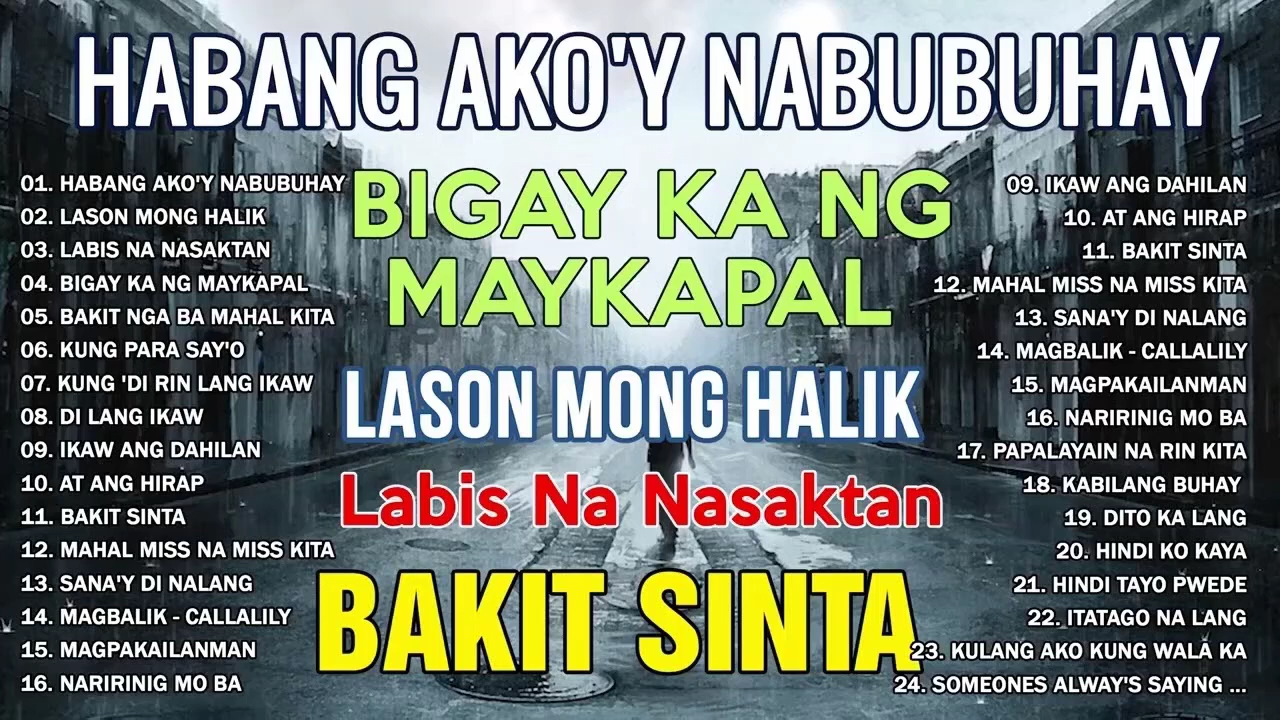 HABANG AKO'Y NABUBUHAY
BIGAY KA NG
MAYKAPAL
LASON MONG HALIK
Labis Na Nasaktan
BAKIT SINTA
01. HABANG AKO'Y NABUBUHAY
02. LASON MONG HALIK
03. LABIS NA NASAKTAN
04. BIGAY KA NG MAYKAPAL
05. BAKIT NGA BA MAHAL KITA
06. KUNG PARA SAY'O
07. KUNG 'DI RIN LANG IKAW
08. DI LANG IKAW
09. IKAW ANG DAHILAN
10. AT ANG HIRAP
11. BAKIT SINTA
12. MAHAL MISS NA MISS KITA
13. SANA'Y DI NALANG
14. MAGBALIK - CALLALILY
15. MAGPAKAILANMAN
16. NARIRINIG MO BA
09. IKAW ANG DAHILAN
10. AT ANG HIRAP
11. BAKIT SINTA
12. MAHAL MISS NA MISS KITA
13. SANA'Y DI NALANG
14. MAGBALIK - CALLALILY
15. MAGPAKAILANMAN
16. NARIRINIG MO BA
17. PAPALAYAIN NA RIN KITA
18. KABILANG BUHAY
19. DITO KA LANG
20. HINDI KO KAYA
21. HINDI TAYO PWEDE
22. ITATAGO NA LANG
23. KULANG AKO KUNG WALA KA
24. SOMEONES ALWAY'S SAYING ...